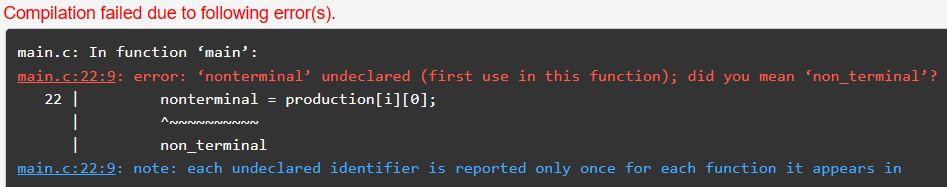 Compilation failed due to following error(s).
main.c: In function ‘main’:
main.c:22:9: error: ‘nonterminal’ undeclared (first use in this function); did you mean ‘non_terminal’?
   22 |         nonterminal = production[i][0];
      |         ^~~~~~~~~~~
      |         non_terminal
main.c:22:9: note: each undeclared identifier is reported only once for each function it appears in